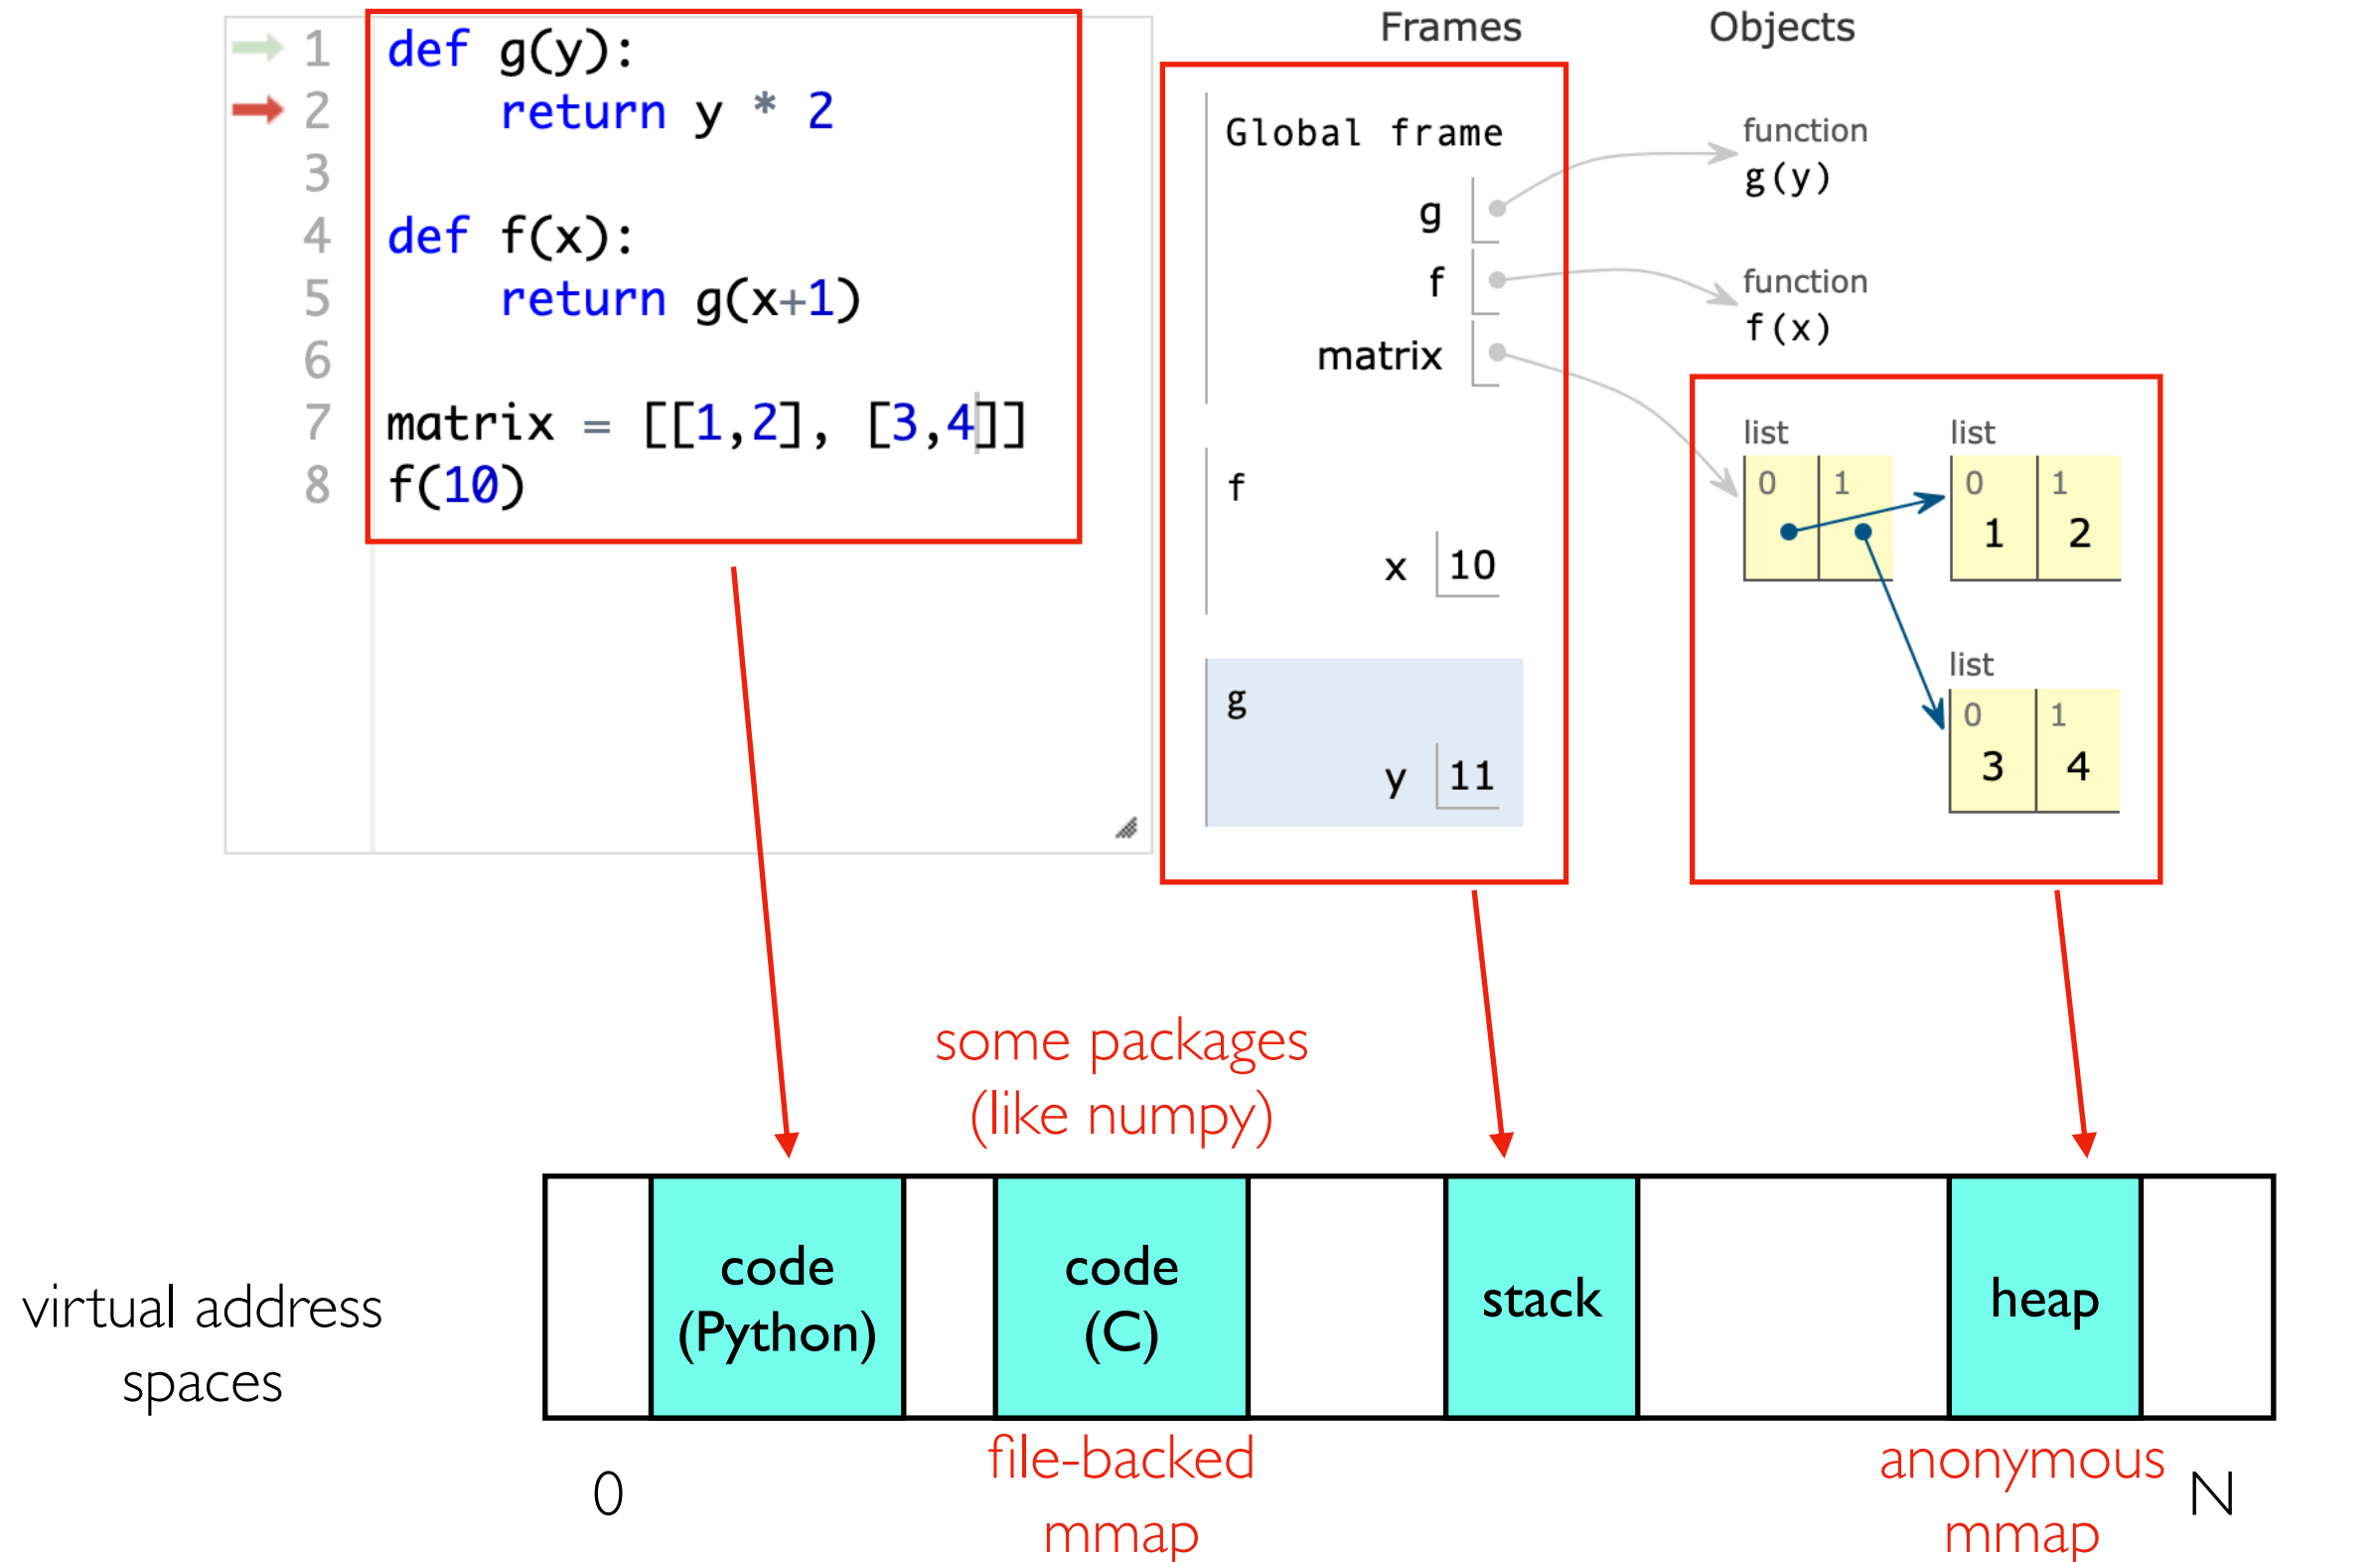 1 def g(y):
2     return y * 2
3
4 def f(x):
5     return g(x+1)
6
7 matrix = [[1,2], [3,4]]
8 f(10)
Frames
Objects
Global frame
g
f
matrix
f
x 10
g
y 11
function
g(y)
function
f(x)
list
0 1
list
0 1
1 2
list
0 1
3 4
some packages
(like numpy)
virtual address
spaces
code
(Python)
code
(C)
stack
heap
0
file-backed
mmap
anonymous
mmap
N